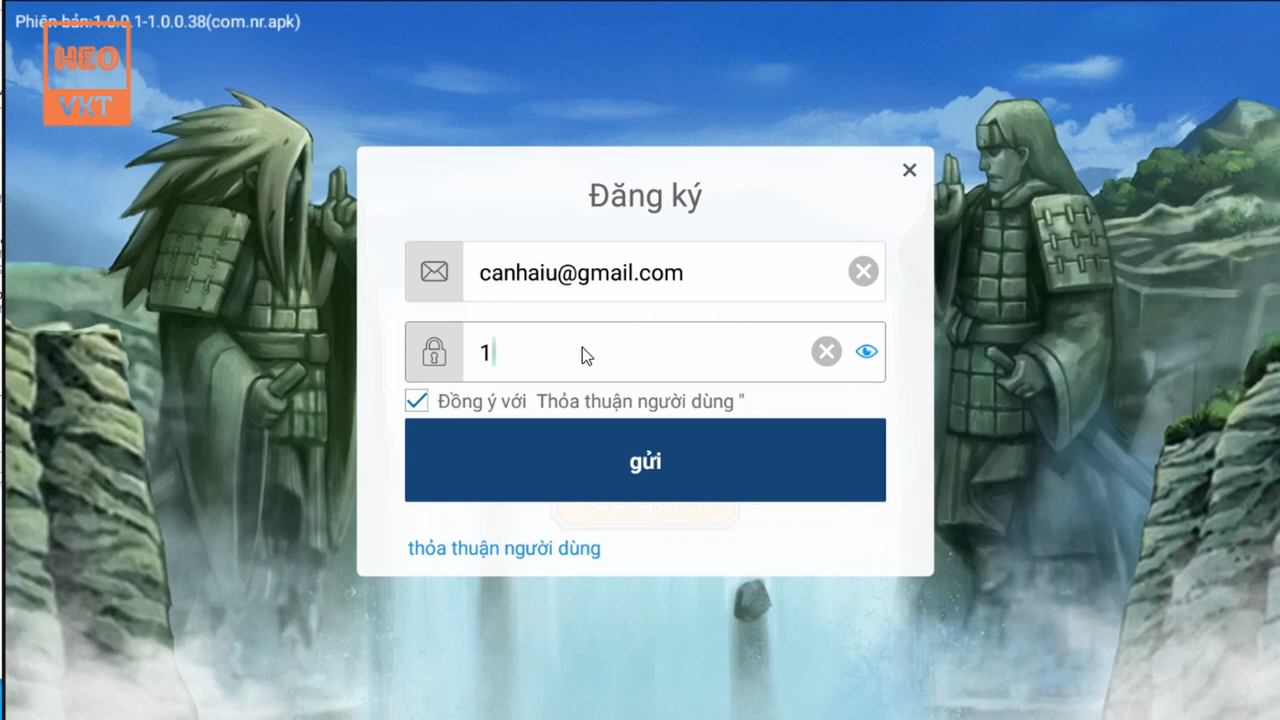 Phiên bản:1.0.0.1-1.0.0.38(com.nr.apk)
HEO
VKT
Đăng ký
canhaiu@gmail.com
1
Đồng ý với Thỏa thuận người dùng "
gửi
thỏa thuận người dùng